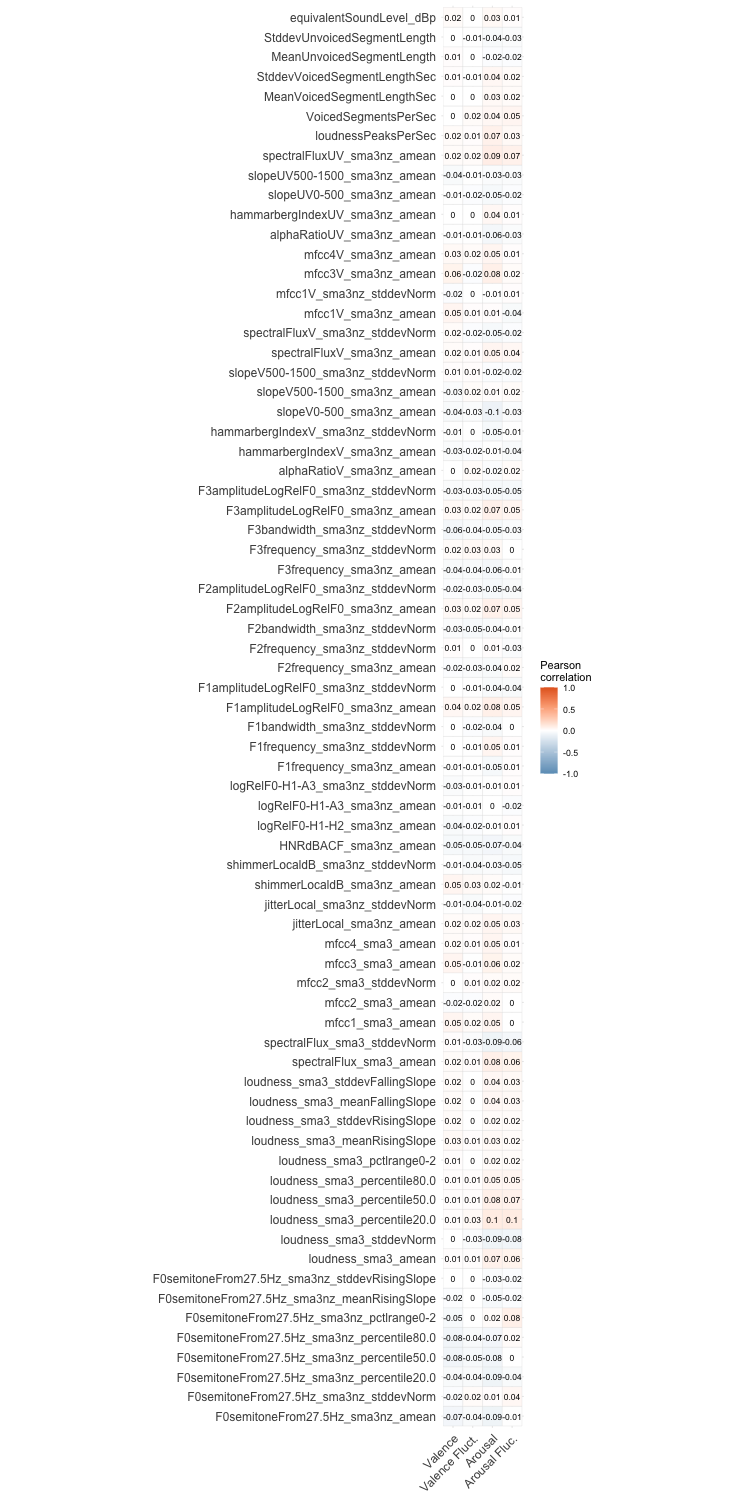 equivalentSoundLevel_dBp 0.02 0 0.03 0.01
StddevUnvoicedSegmentLength 0 -0.01 -0.04 -0.03
MeanUnvoicedSegmentLength 0.01 0 -0.02 -0.02
StddevVoicedSegmentLengthSec 0.01 -0.01 0.04 0.02
MeanVoicedSegmentLengthSec 0 0 0.03 0.02
VoicedSegmentsPerSec 0 0.02 0.04 0.05
loudnessPeaksPerSec 0.02 0.01 0.07 0.03
spectralFluxUV_sma3nz_amean 0.02 0.02 0.09 0.07
slopeUV500-1500_sma3nz_amean -0.04 -0.01 -0.03 -0.03
slopeUV0-500_sma3nz_amean -0.01 -0.02 -0.05 -0.02
hammarbergIndexUV_sma3nz_amean 0 0 0.04 0.01
alphaRatioUV_sma3nz_amean -0.01 -0.01 -0.06 -0.03
mfcc4V_sma3nz_amean 0.03 0.02 0.05 0.01
mfcc3V_sma3nz_amean 0.06 -0.02 0.08 0.02
mfcc1V_sma3nz_stddevNorm -0.02 0 -0.01 0.01
mfcc1V_sma3nz_amean 0.05 0.01 0.01 -0.04
spectralFluxV_sma3nz_stddevNorm 0.02 -0.02 -0.05 -0.02
spectralFluxV_sma3nz_amean 0.02 0.01 0.05 0.04
slopeV500-1500_sma3nz_stddevNorm 0.01 0.01 -0.02 -0.02
slopeV500-1500_sma3nz_amean -0.03 0.02 0.01 0.02
slopeV0-500_sma3nz_amean -0.04 -0.03 -0.1 -0.03
hammarbergIndexV_sma3nz_stddevNorm -0.01 0 -0.05 -0.01
hammarbergIndexV_sma3nz_amean -0.03 -0.02 -0.01 -0.04
alphaRatioV_sma3nz_amean 0 0.02 -0.02 0.02
F3amplitudeLogRelF0_sma3nz_stddevNorm -0.03 -0.03 -0.05 -0.05
F3amplitudeLogRelF0_sma3nz_amean 0.03 0.02 0.07 0.05
F3bandwidth_sma3nz_stddevNorm -0.06 -0.04 -0.05 -0.03
F3frequency_sma3nz_stddevNorm 0.02 0.03 0.03 0
F3frequency_sma3nz_amean -0.04 -0.04 -0.06 -0.01
F2amplitudeLogRelF0_sma3nz_stddevNorm -0.02 -0.03 -0.05 -0.04
F2amplitudeLogRelF0_sma3nz_amean 0.03 0.02 0.07 0.05
F2bandwidth_sma3nz_stddevNorm -0.03 -0.05 -0.04 -0.01
F2frequency_sma3nz_stddevNorm 0.01 0 0.01 -0.03
F2frequency_sma3nz_amean -0.02 -0.03 -0.04 0.02
F1amplitudeLogRelF0_sma3nz_stddevNorm 0 -0.01 -0.04 -0.04
F1amplitudeLogRelF0_sma3nz_amean 0.04 0.02 0.08 0.05
F1bandwidth_sma3nz_stddevNorm 0 -0.02 -0.04 0
F1frequency_sma3nz_stddevNorm 0 -0.01 0.05 0.01
F1frequency_sma3nz_amean -0.01 -0.01 -0.05 0.01
logRelF0-H1-A3_sma3nz_stddevNorm -0.03 -0.01 -0.01 0.01
logRelF0-H1-A3_sma3nz_amean -0.01 -0.01 0 -0.02
logRelF0-H1-H2_sma3nz_amean -0.04 -0.02 -0.01 0.01
HNRdBACF_sma3nz_amean -0.05 -0.05 -0.07 -0.04
shimmerLocaldB_sma3nz_stddevNorm -0.01 -0.04 -0.03 -0.05
shimmerLocaldB_sma3nz_amean 0.05 0.03 0.02 -0.01
jitterLocal_sma3nz_stddevNorm -0.01 -0.04 -0.01 -0.02
jitterLocal_sma3nz_amean 0.02 0.02 0.05 0.03
mfcc4_sma3_amean 0.02 0.01 0.05 0.01
mfcc3_sma3_amean 0.05 -0.01 0.06 0.02
mfcc2_sma3_stddevNorm 0 0.01 0.02 0.02
mfcc2_sma3_amean -0.02 -0.02 0.02 0
mfcc1_sma3_amean 0.05 0.02 0.05 0
spectralFlux_sma3_stddevNorm 0.01 -0.03 -0.09 -0.06
spectralFlux_sma3_amean 0.02 0.01 0.08 0.06
loudness_sma3_stddevFallingSlope 0.02 0 0.04 0.03
loudness_sma3_meanFallingSlope 0.02 0 0.04 0.03
loudness_sma3_stddevRisingSlope 0.02 0 0.02 0.02
loudness_sma3_meanRisingSlope 0.03 0.01 0.03 0.02
loudness_sma3_pctlrange0-2 0.01 0 0.02 0.02
loudness_sma3_percentile80.0 0.01 0.01 0.05 0.05
loudness_sma3_percentile50.0 0.01 0.01 0.08 0.07
loudness_sma3_percentile20.0 0.01 0.03 0.1 0.1
loudness_sma3_stddevNorm 0 -0.03 -0.09 -0.08
loudness_sma3_amean 0.01 0.01 0.07 0.06
F0semitoneFrom27.5Hz_sma3nz_stddevRisingSlope 0 0 -0.03 -0.02
F0semitoneFrom27.5Hz_sma3nz_meanRisingSlope -0.02 0 -0.05 -0.02
F0semitoneFrom27.5Hz_sma3nz_pctlrange0-2 -0.05 0 0.02 0.08
F0semitoneFrom27.5Hz_sma3nz_percentile80.0 -0.08 -0.04 -0.07 0.02
F0semitoneFrom27.5Hz_sma3nz_percentile50.0 -0.08 -0.05 -0.08 0
F0semitoneFrom27.5Hz_sma3nz_percentile20.0 -0.04 -0.04 -0.09 -0.04
F0semitoneFrom27.5Hz_sma3nz_stddevNorm -0.02 0.02 0.01 0.04
F0semitoneFrom27.5Hz_sma3nz_amean -0.07 -0.04 -0.09 -0.01
Valence
Valence Fluct.
Arousal
Arousal Fluc.
Pearson
correlation
1.0
0.5
0.0
-0.5
-1.0